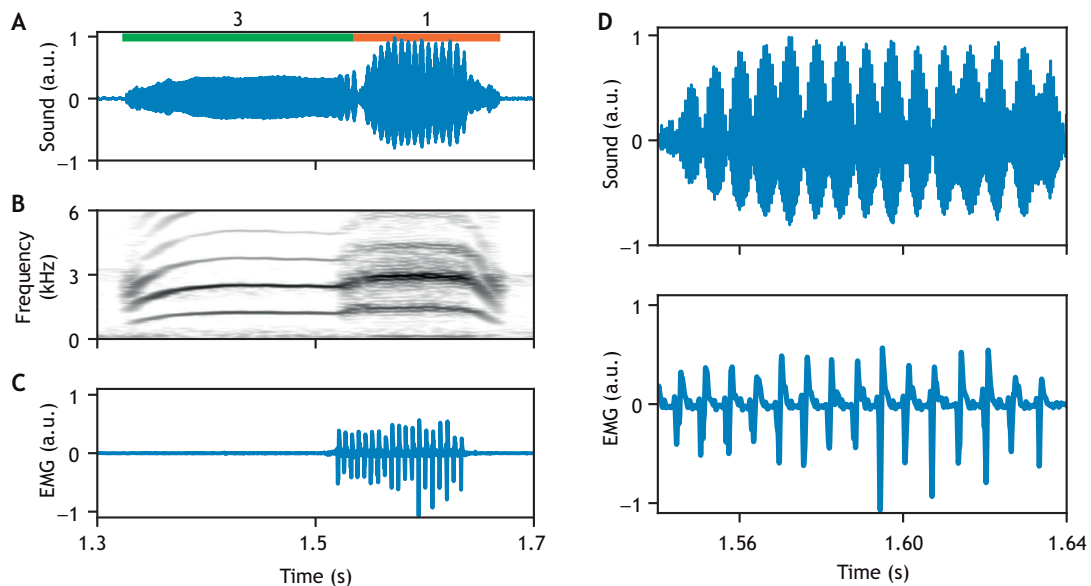 A
3 1
1
0
−1
Sound (a.u.)
B
6
3
0
Frequency
(kHz)
C
1
0
−1
EMG (a.u.)
1.3 1.5 1.7
Time (s)
D
1
0
−1
Sound (a.u.)
1
0
−1
EMG (a.u.)
1.56 1.60 1.64
Time (s)